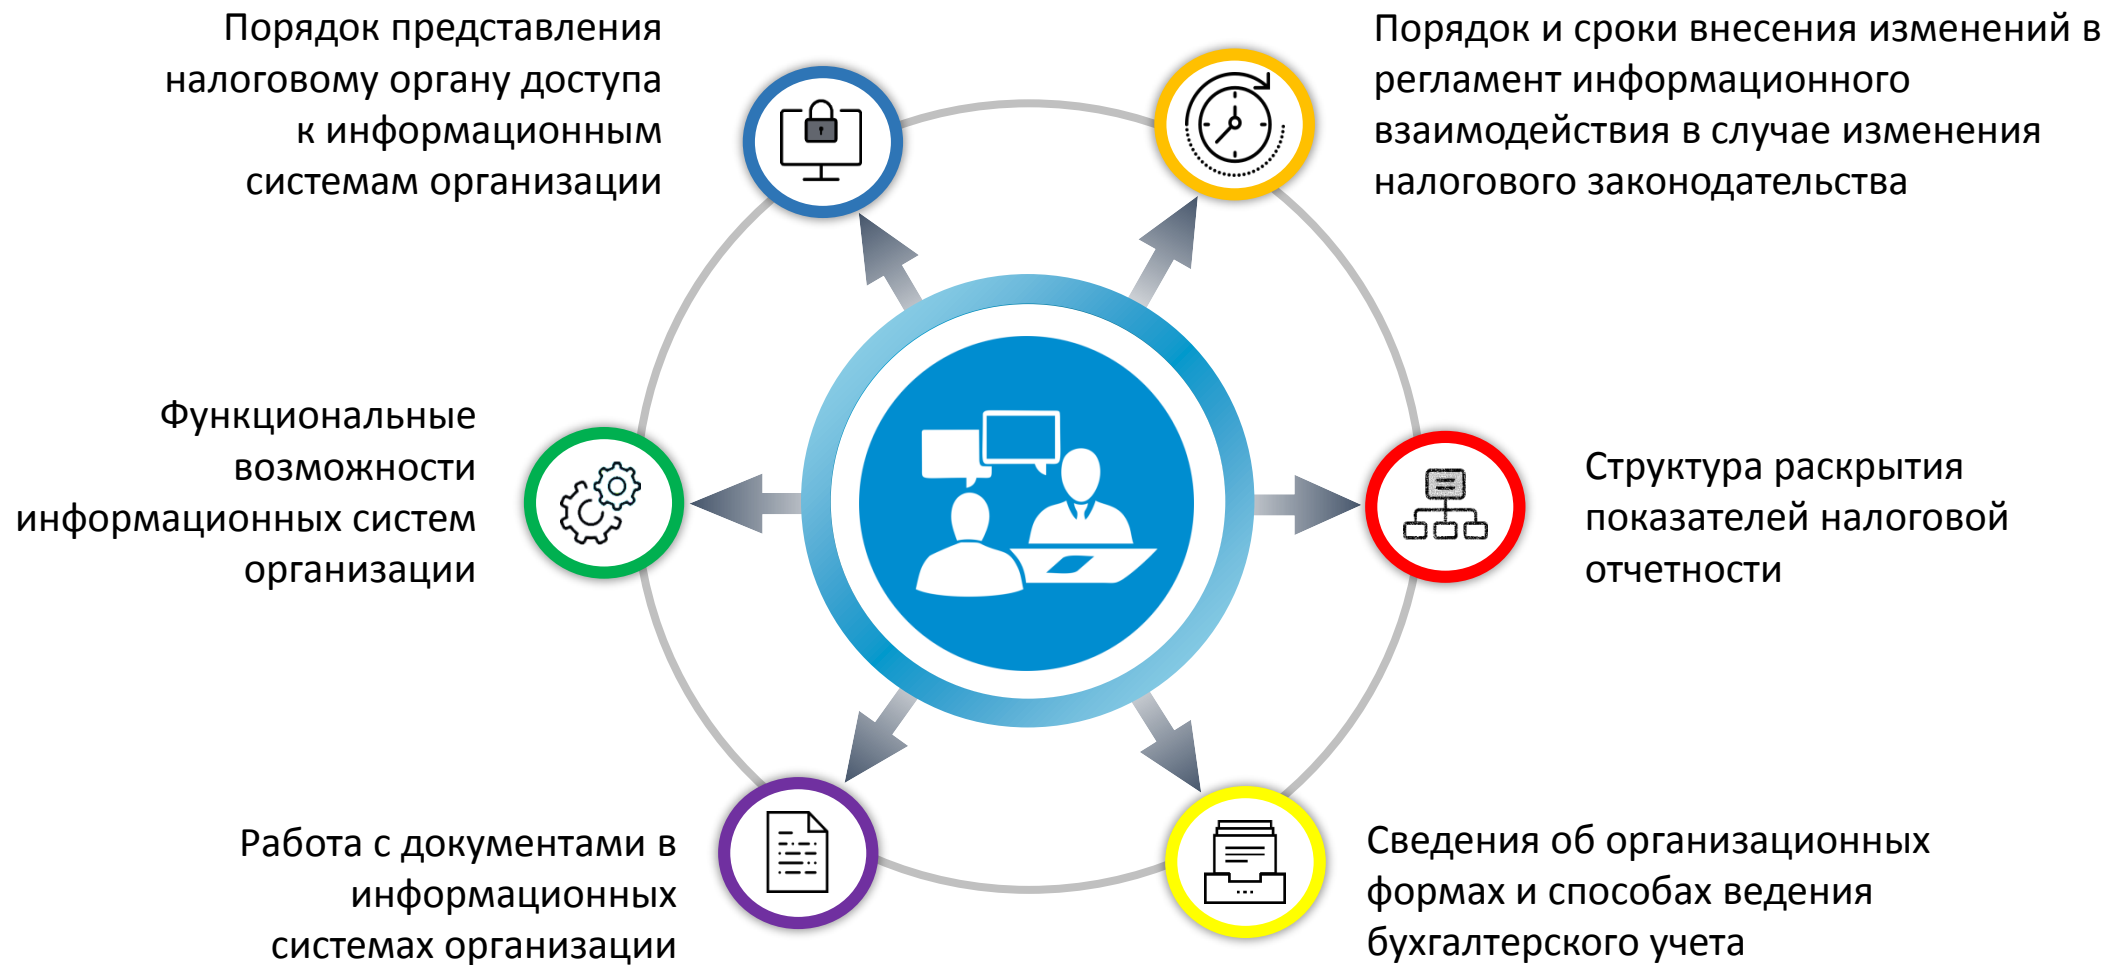 Порядок представления
налоговому органу доступа
к информационным
системам организации
Порядок и сроки внесения изменений в
регламент информационного
взаимодействия в случае изменения
налогового законодательства
Функциональные
возможности
информационных систем
организации
Структура раскрытия
показателей налоговой
отчетности
Работа с документами в
информационных
системах организации
Сведения об организационных
формах и способах ведения
бухгалтерского учета